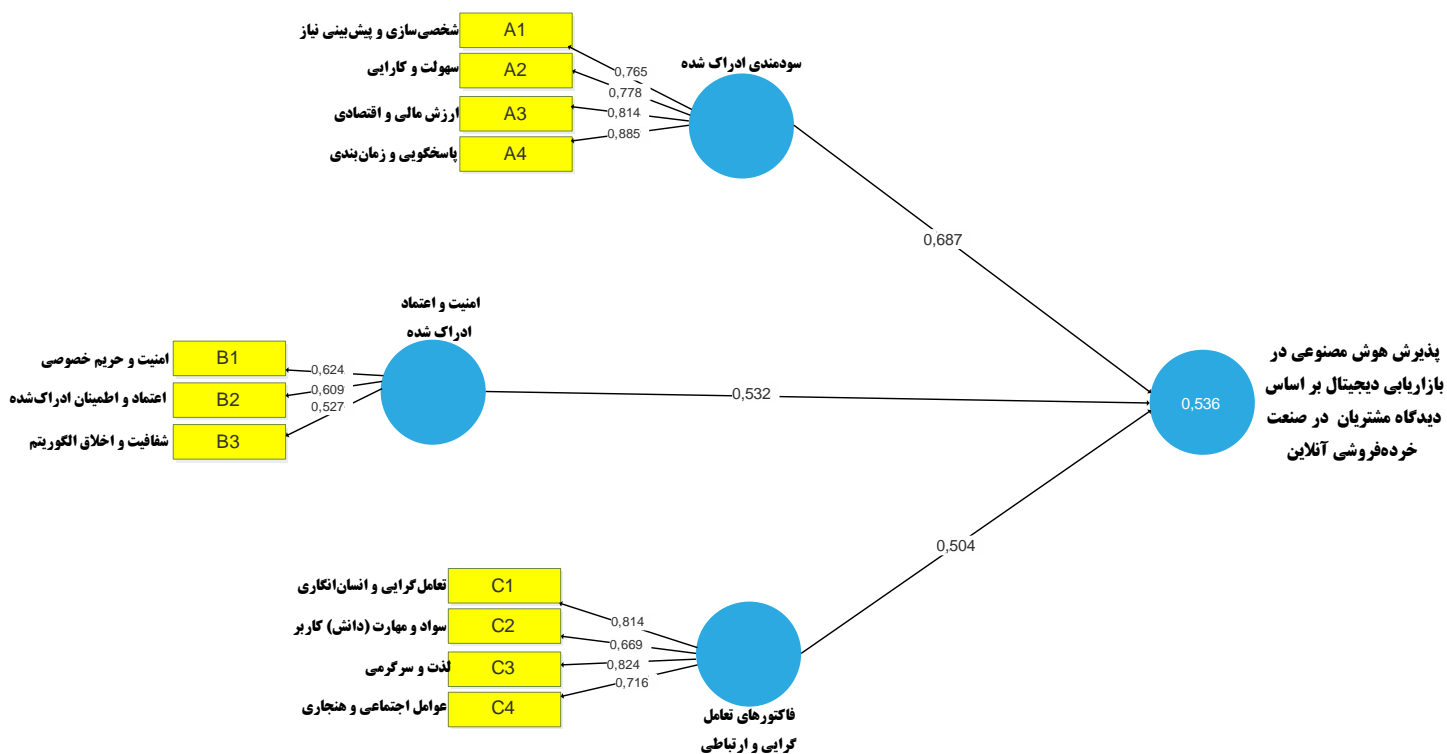 شخصی‌سازی و پیش‌بینی نیاز
A1
سهولت و کارایی
A2
ارزش مالی و اقتصادی
A3
پاسخگویی و زمان‌بندی
A4
0,765
0,778
0,814
0,885
سودمندی ادراک شده
0,687
امنیت و اعتماد
ادراک شده
امنیت و حریم خصوصی
B1
اعتماد و اطمینان ادراک‌شده
B2
شفافیت و اخلاق الگوریتم
B3
0,624
0,609
0,527
0,532
0,536
پذیرش هوش مصنوعی در
بازاریابی دیجیتال بر اساس
دیدگاه مشتریان در صنعت
خرده‌فروشی آنلاین
0,504
تعامل‌گرایی و انسان‌انگاری
C1
سواد و مهارت (دانش) کاربر
C2
لذت و سرگرمی
C3
عوامل اجتماعی و هنجاری
C4
0,814
0,669
0,824
0,716
فاکتورهای تعامل
گرایی و ارتباطی